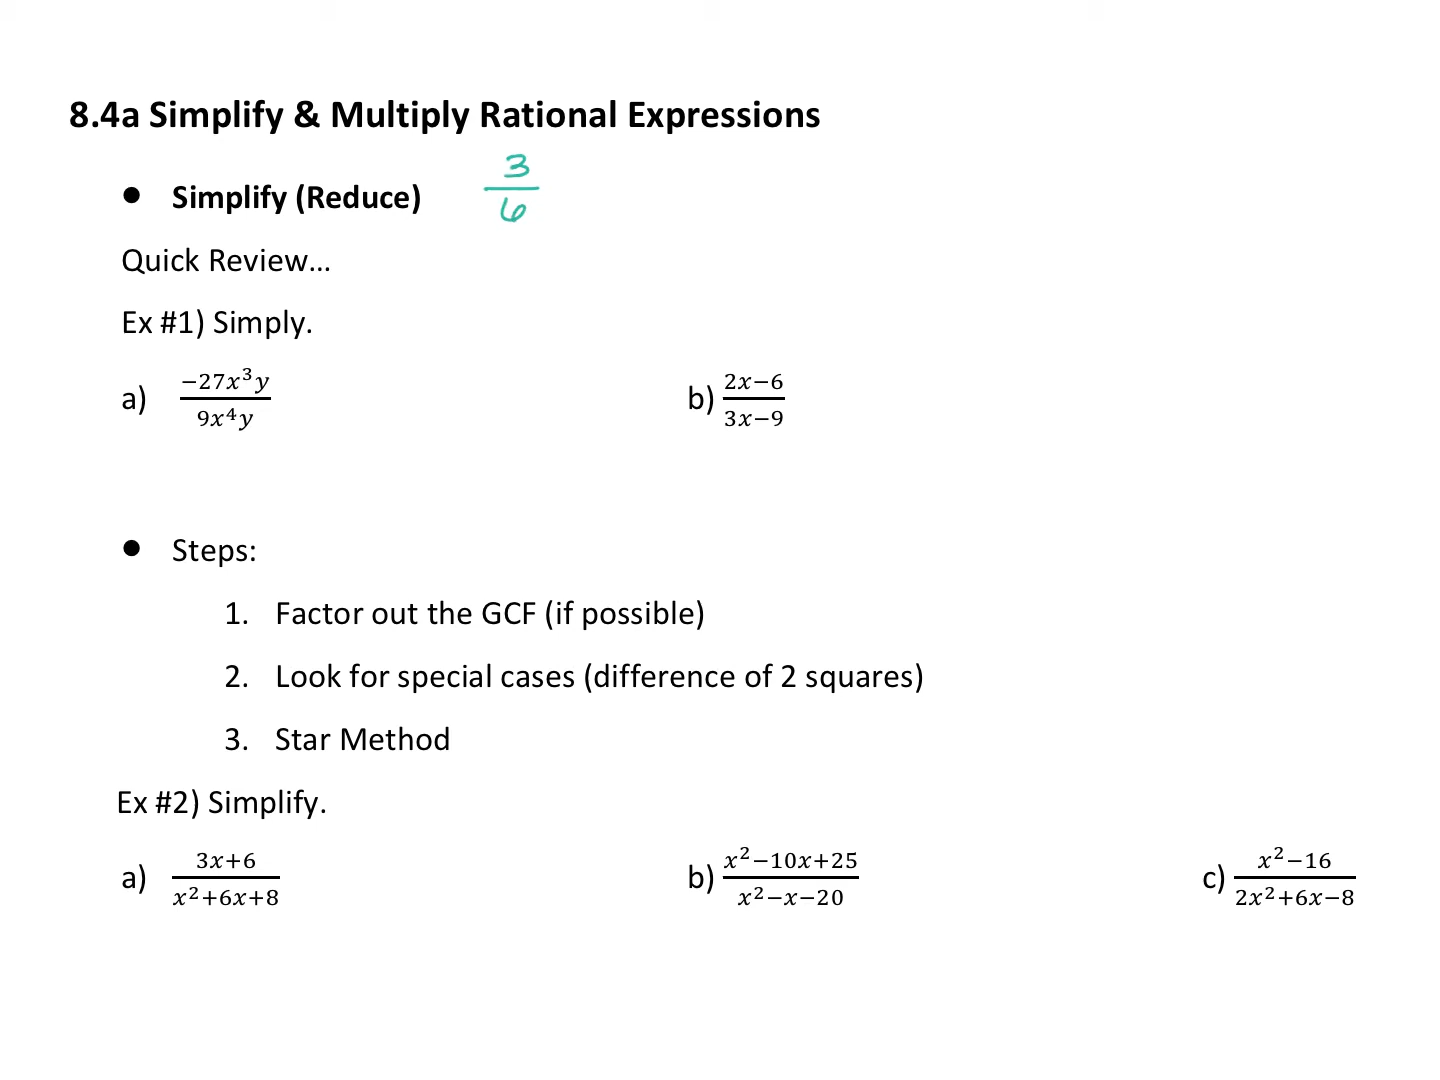 8.4a Simplify & Multiply Rational Expressions
• Simplify (Reduce) 3/6
Quick Review...
Ex #1) Simply.
a) −27x³y/9x⁴y b) 2x−6/3x−9
• Steps:
1. Factor out the GCF (if possible)
2. Look for special cases (difference of 2 squares)
3. Star Method
Ex #2) Simplify.
a) 3x+6/x²+6x+8 b) x²−10x+25/x²−x−20 c) x²−16/2x²+6x−8